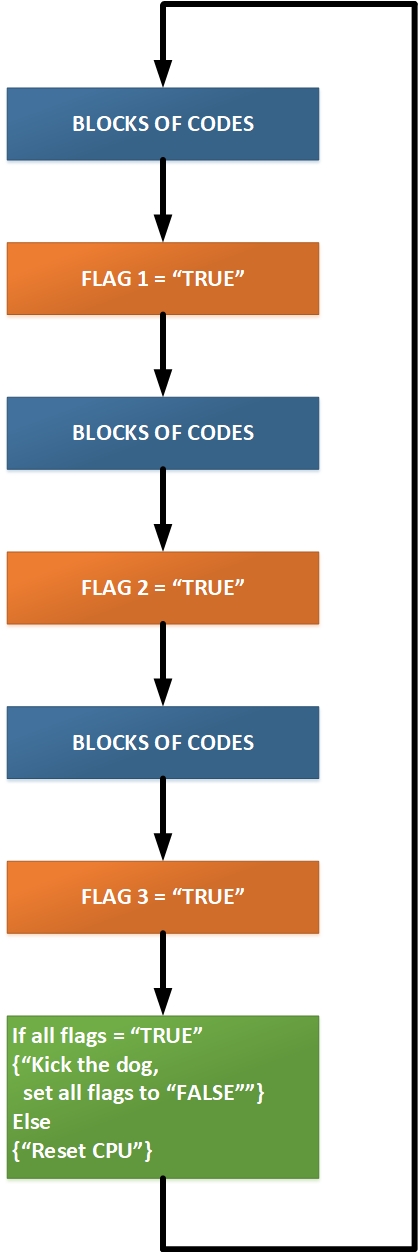 BLOCKS OF CODES
FLAG 1 = “TRUE”
BLOCKS OF CODES
FLAG 2 = “TRUE”
BLOCKS OF CODES
FLAG 3 = “TRUE”
If all flags = “TRUE”
{“Kick the dog,
set all flags to “FALSE””}
Else
{“Reset CPU”}